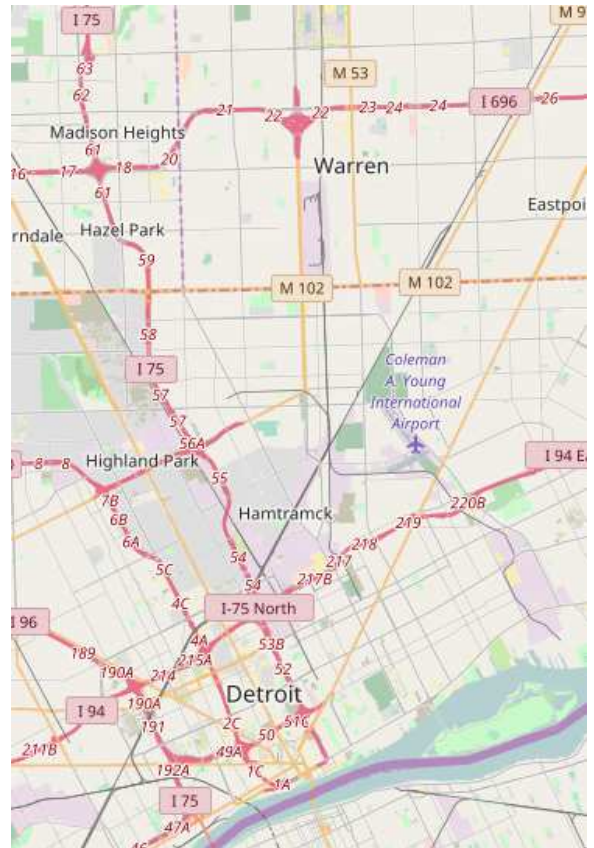 I 75
M 9
63
M 53
62
I 696
26
21
22
22
23
24
24
Madison Heights
61
20
16
17
18
Warren
61
Eastpoi
rndale
Hazel Park
59
M 102
M 102
58
I 75
Coleman
A. Young
International
Airport
57
57
56A
I 94 E
8
8
Highland Park
55
7B
220B
6B
Hamtramck
219
6A
218
54
217
5C
54
217B
4C
I-75 North
I 96
4A
53B
189
215A
52
190A
214
Detroit
190A
I 94
51C
191
2C
50
211B
49A
192A
1C
1A
I 75
47A
46